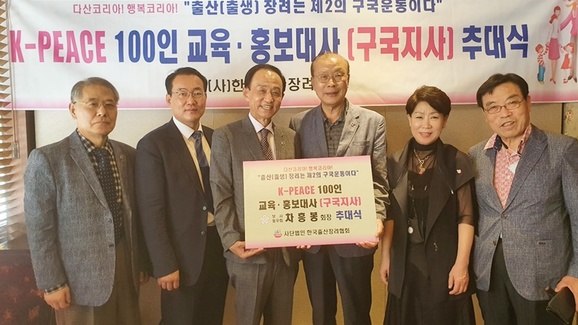 다산코리아! 행복코리아! "출산(출생) 장려는 제2의 구국운동이다"
K-PEACE 100인 교육·홍보대사 (구국지사) 추대식
(사)한 장려
다산코리아! 행복코리아!
"출산(출생) 장려는 제2의 구국운동이다"
K-PEACE 100인
교육·홍보대사 (구국지사)
차흥봉 회장 추대식
사단법인 한국출산장려협회